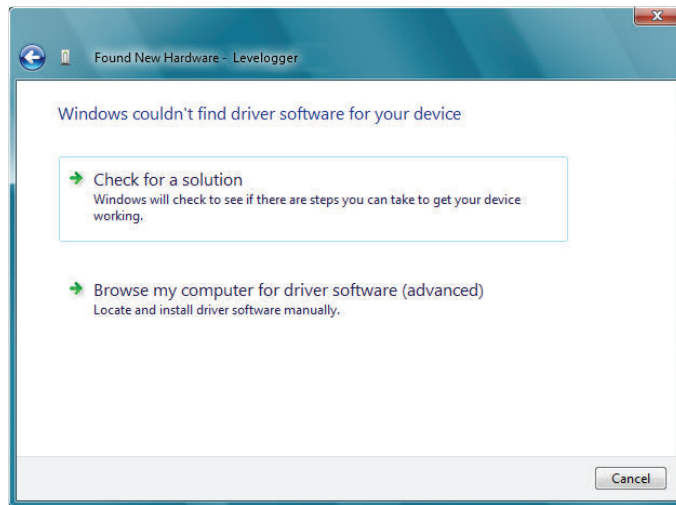 Found New Hardware - Levelogger
Windows couldn't find driver software for your device
Check for a solution
Windows will check to see if there are steps you can take to get your device
working.
Browse my computer for driver software (advanced)
Locate and install driver software manually.
Cancel